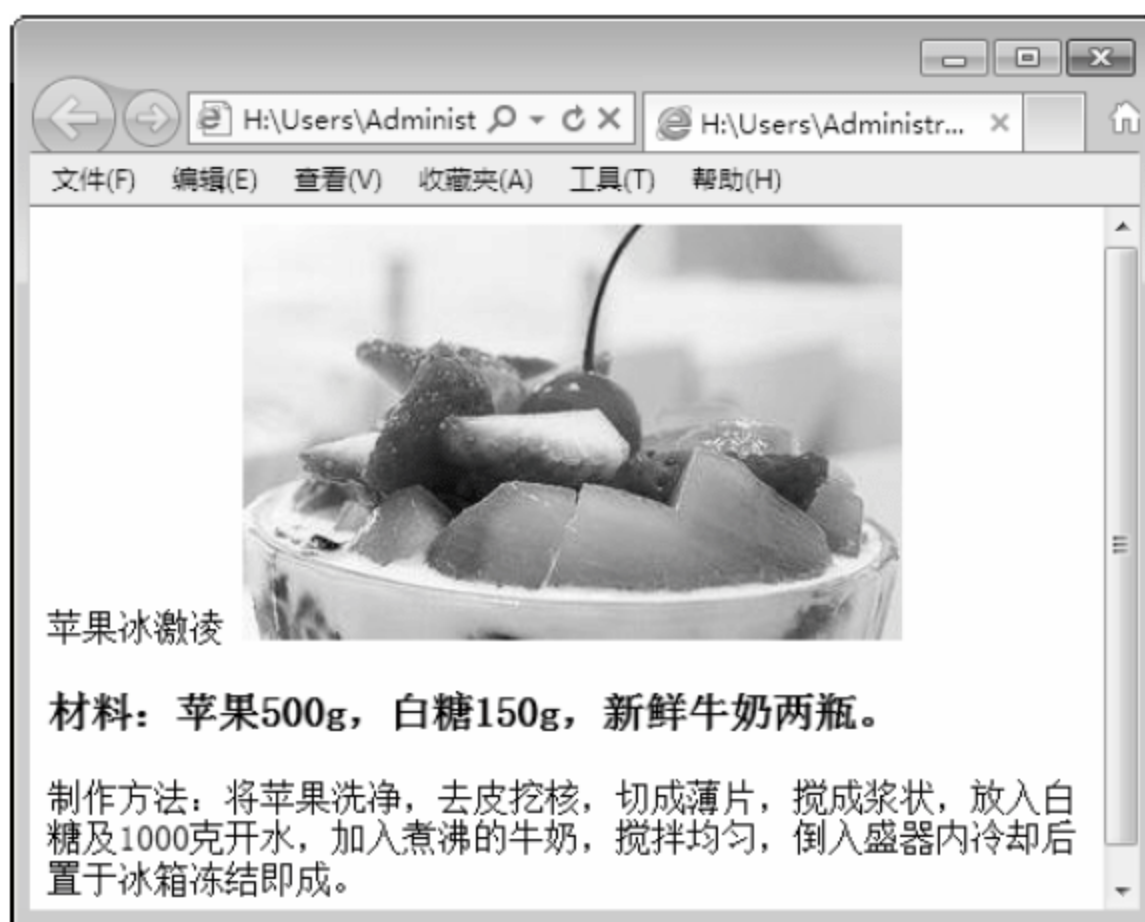 H:\Users\Administ
H:\Users\Administr...
文件(F) 编辑(E) 查看(V) 收藏夹(A) 工具(T) 帮助(H)
苹果冰激凌
材料：苹果500g，白糖150g，新鲜牛奶两瓶。
制作方法：将苹果洗净，去皮挖核，切成薄片，搅成浆状，放入白
糖及1000克开水，加入煮沸的牛奶，搅拌均匀，倒入盛器内冷却后
置于冰箱冻结即成。